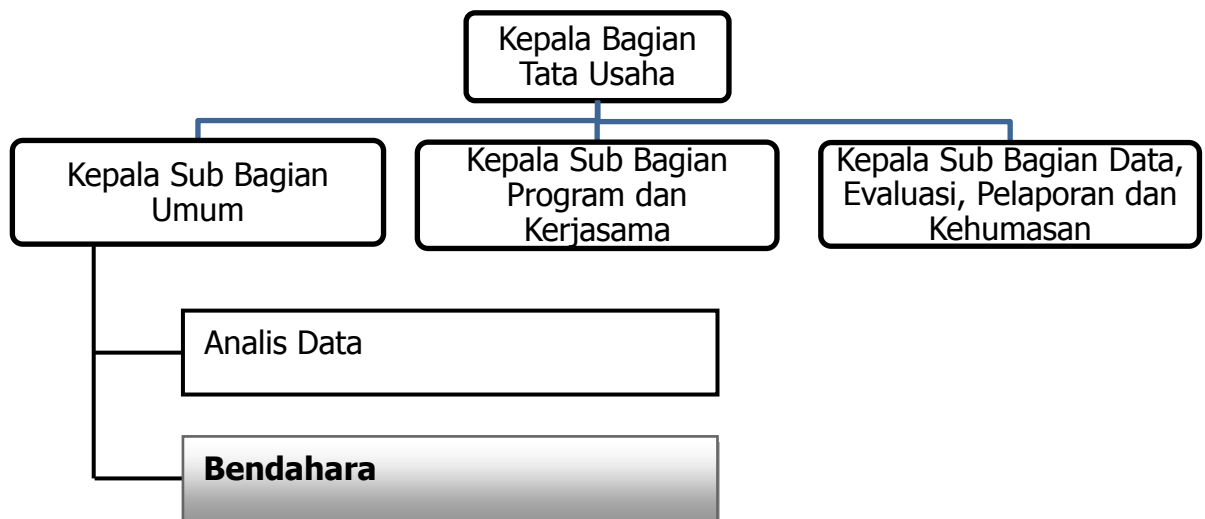 Kepala Bagian
Tata Usaha
Kepala Sub Bagian
Umum
Kepala Sub Bagian
Program dan
Kerjasama
Kepala Sub Bagian Data,
Evaluasi, Pelaporan dan
Kehumasan
Analis Data
Bendahara